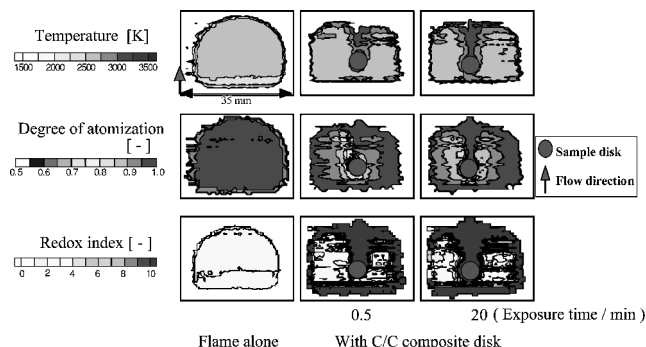 Temperature [K]
1500 2000 2500 3000 3500
35 mm
Degree of atomization
[ - ]
0.5 0.6 0.7 0.8 0.9 1.0
Sample disk
Flow direction
Redox index [ - ]
0 2 4 6 8 10
0.5 20 ( Exposure time / min )
Flame alone With C/C composite disk